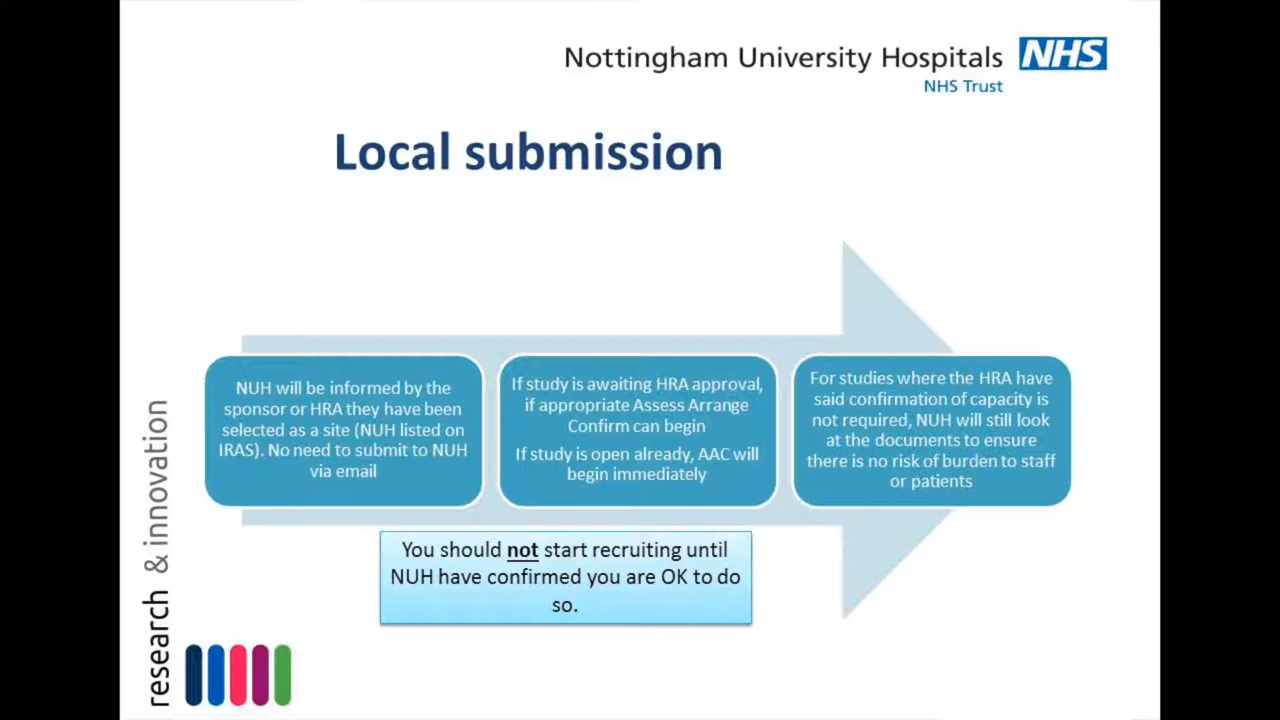 Nottingham University Hospitals NHS
NHS Trust
Local submission
NUH will be informed by the
sponsor or HRA they have been
selected as a site (NUH listed on
IRAS). No need to submit to NUH
via email
If study is awaiting HRA approval,
if appropriate Assess Arrange
Confirm can begin
If study is open already, AAC will
begin immediately
For studies where the HRA have
said confirmation of capacity is
not required, NUH will still look
at the documents to ensure
there is no risk of burden to staff
or patients
You should not start recruiting until
NUH have confirmed you are OK to do
so.
research & innovation